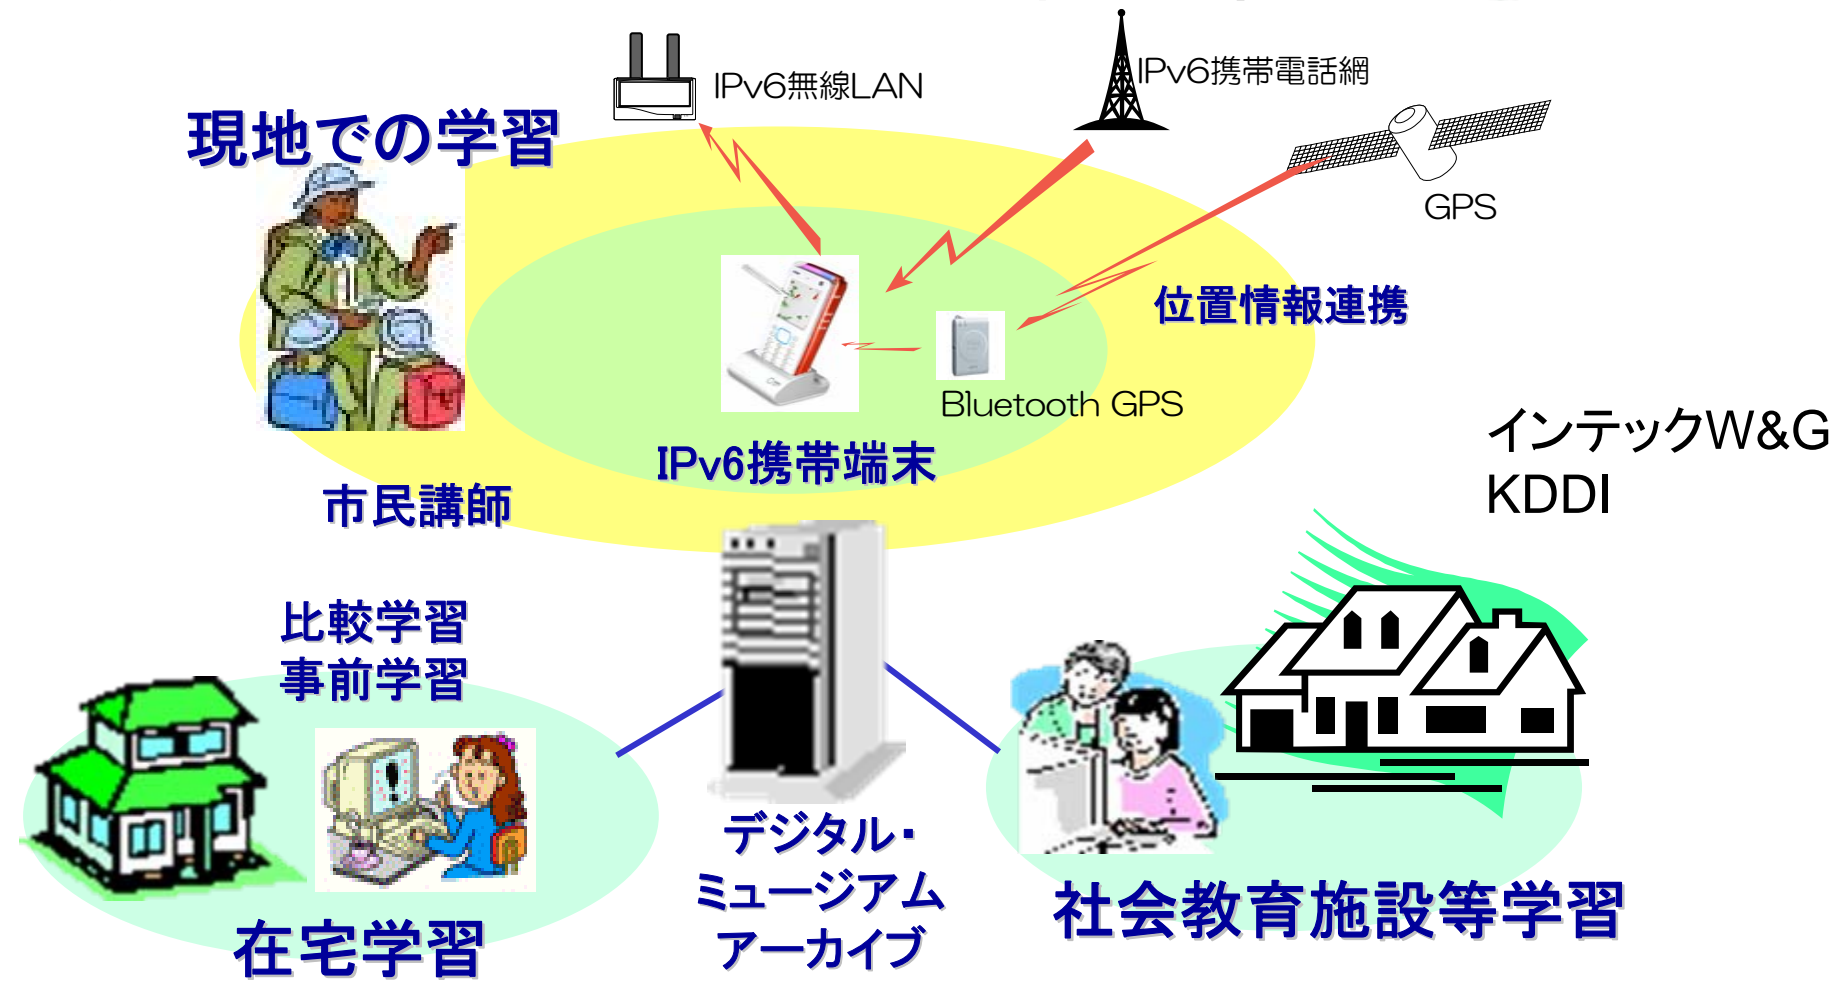 IPv6無線LAN
IPv6携帯電話網
現地での学習
GPS
位置情報連携
Bluetooth GPS
IPv6携帯端末
市民講師
インテックW&G
KDDI
比較学習
事前学習
デジタル・
ミュージアム
アーカイブ
在宅学習
社会教育施設等学習